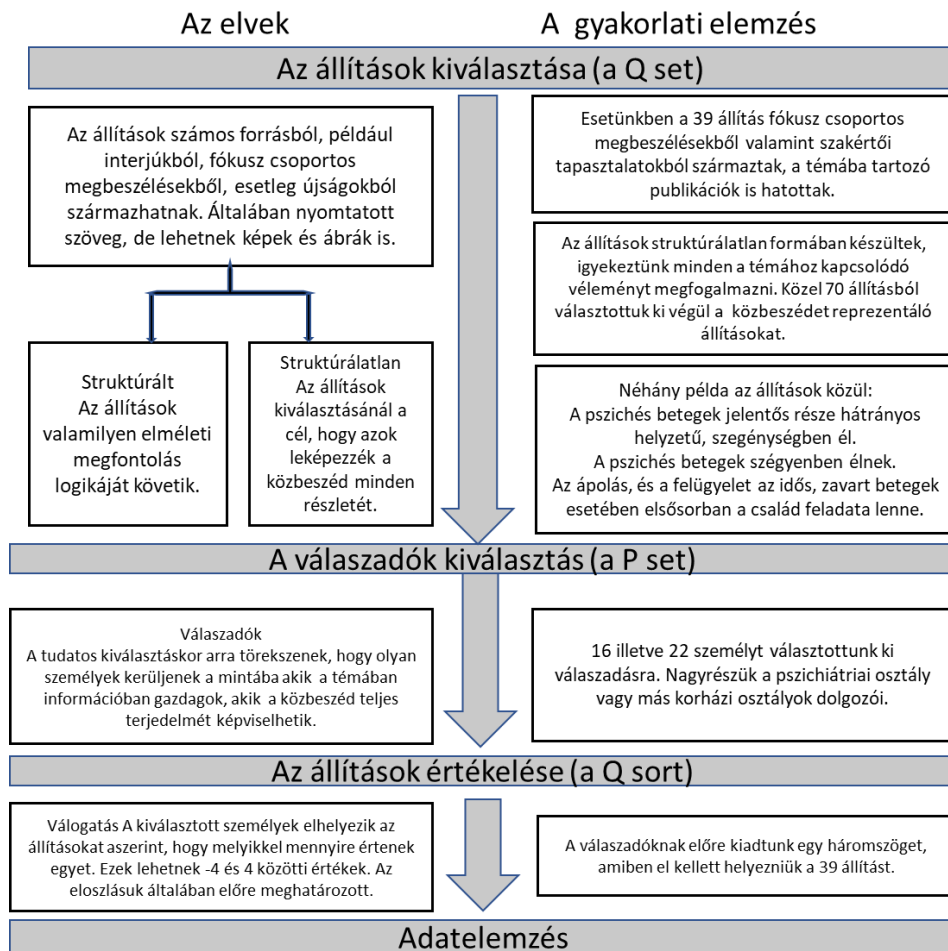 Az elvek
A gyakorlati elemzés
Az állítások kiválasztása (a Q set)
Az állítások számos forrásból, például
interjúkból, fókusz csoportos
megbeszélésekből, esetleg újságokból
származhatnak. Általában nyomtatott
szöveg, de lehetnek képek és ábrák is.
Struktúrált
Az állítások
valamilyen elméleti
megfontolás
logikáját követik.
Struktúrálatlan
Az állítások
kiválasztásánál a
cél, hogy azok
leképezzék a
közbeszéd minden
részletét.
Esetünkben a 39 állítás fókusz csoportos
megbeszélésekből valamint szakértői
tapasztalatokból származtak, a témába tartozó
publikációk is hatottak.
Az állítások struktúrálatlan formában készültek,
igyekeztünk minden a témához kapcsolódó
véleményt megfogalmazni. Közel 70 állításból
választottuk ki végül a közbeszédet reprezentáló
állításokat.
Néhány példa az állítások közül:
A pszichés betegek jelentős része hátrányos
helyzetű, szegénységben él.
A pszichés betegek szégyenben élnek.
Az ápolás, és a felügyelet az idős, zavart betegek
esetében elsősorban a család feladata lenne.
A válaszadók kiválasztás (a P set)
Válaszadók
A tudatos kiválasztáskor arra törekszenek, hogy olyan
személyek kerüljenek a mintába akik a témában
információban gazdagok, akik a közbeszéd teljes
terjedelmét képviselhetik.
16 illetve 22 személyt választottunk ki
válaszadásra. Nagyrészük a pszichiátriai osztály
vagy más korházi osztályok dolgozói.
Az állítások értékelése (a Q sort)
Válogatás A kiválasztott személyek elhelyezik az
állításokat aszerint, hogy melyikkel mennyire értenek
egyet. Ezek lehetnek -4 és 4 közötti értékek. Az
eloszlásuk általában előre meghatározott.
A válaszadóknak előre kiadtunk egy háromszöget,
amiben el kellett helyezniük a 39 állítást.
Adatelemzés